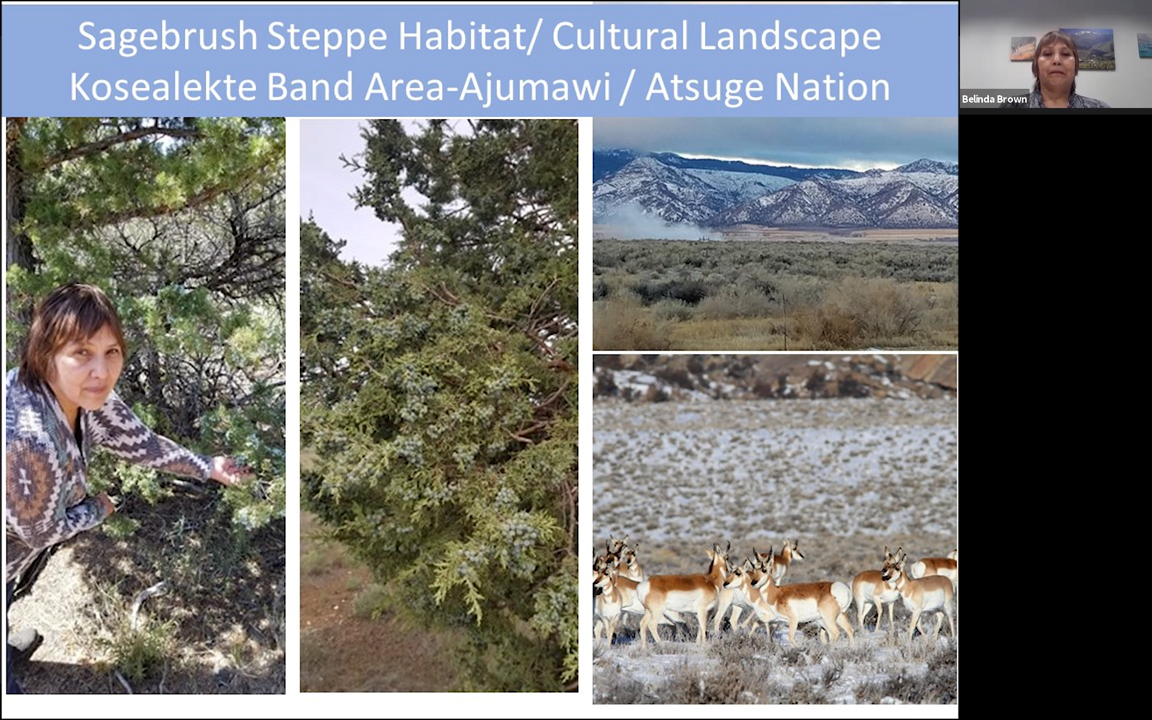 Sagebrush Steppe Habitat/ Cultural Landscape
Kosealekte Band Area-Ajumawi / Atsuge Nation
Belinda Brown